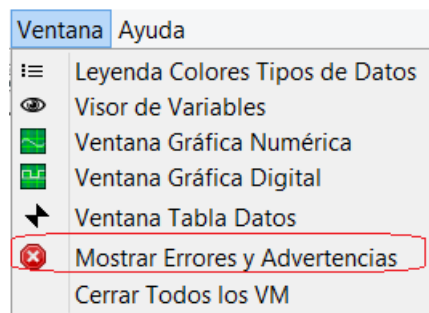 Ventana Ayuda
Leyenda Colores Tipos de Datos
Visor de Variables
Ventana Gráfica Numérica
Ventana Gráfica Digital
Ventana Tabla Datos
Mostrar Errores y Advertencias
Cerrar Todos los VM